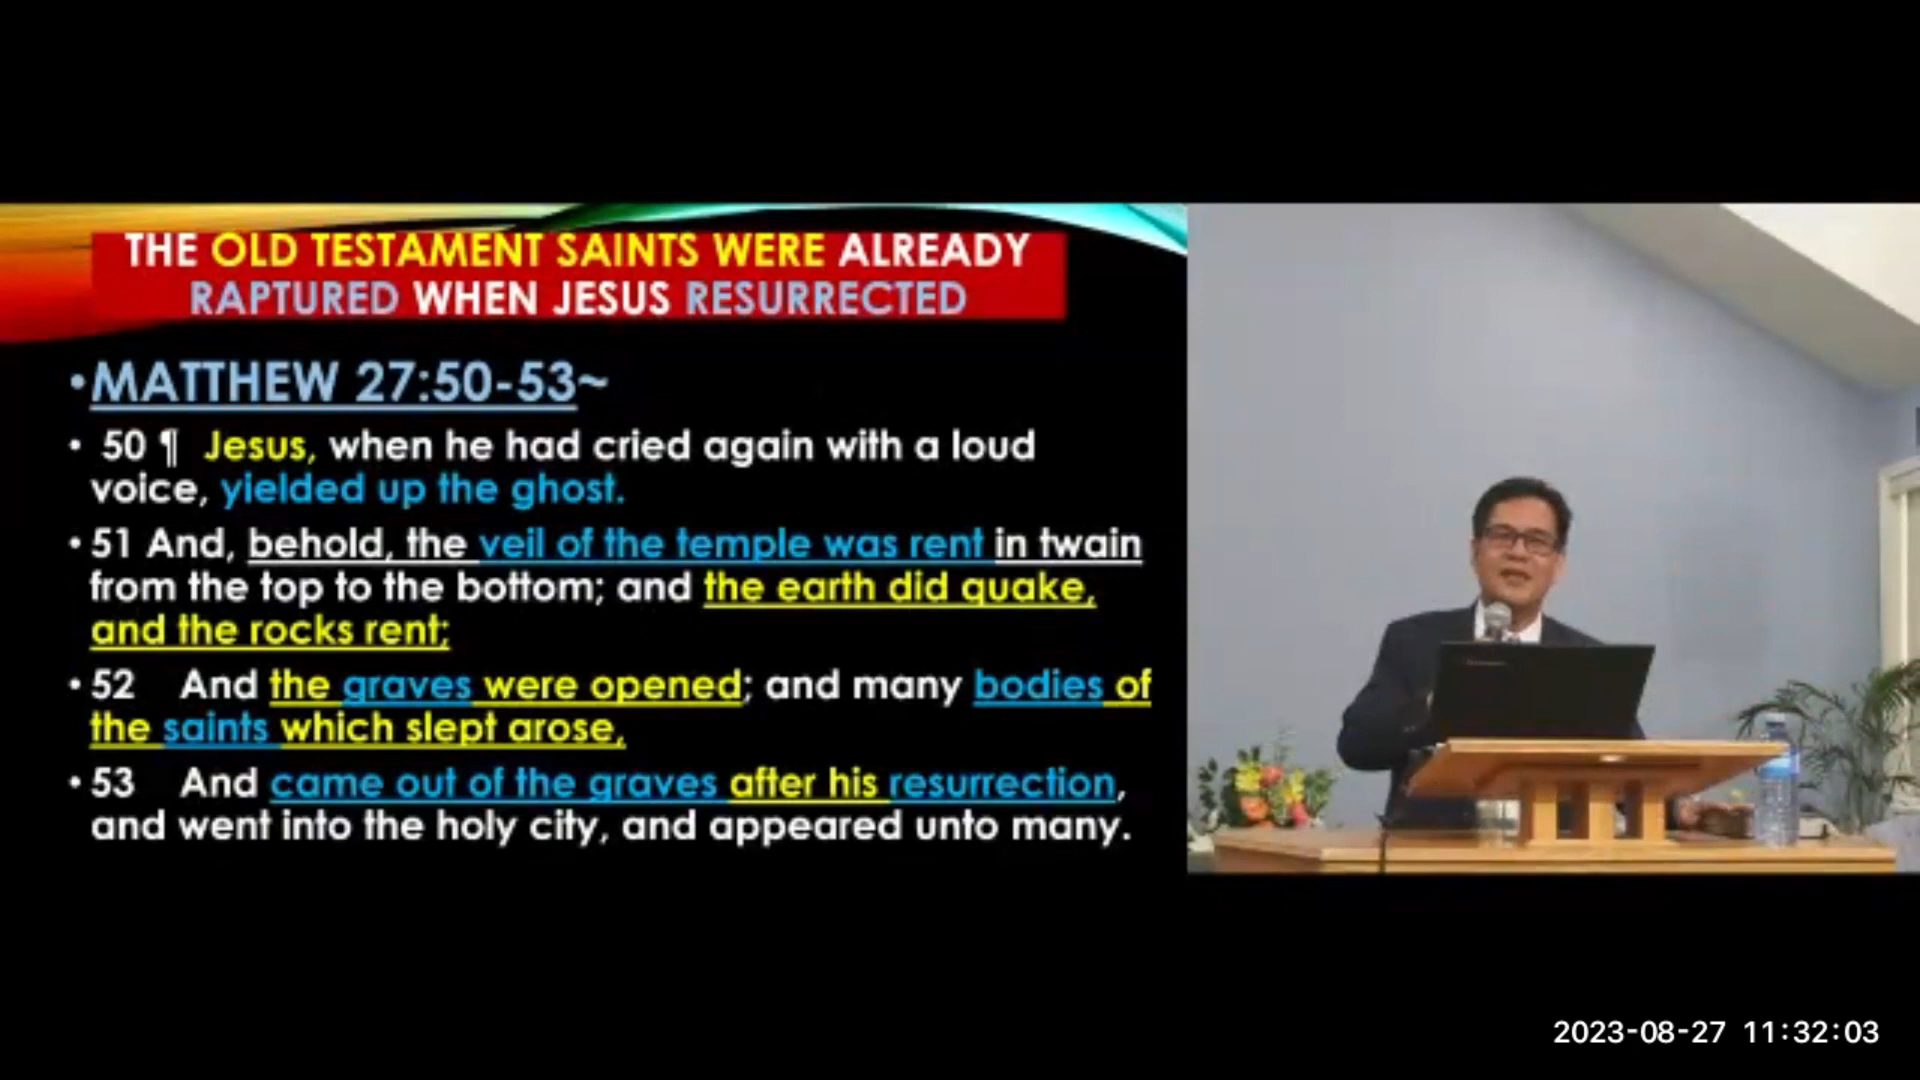 THE OLD TESTAMENT SAINTS WERE ALREADY
RAPTURED WHEN JESUS RESURRECTED
•MATTHEW 27:50-53~
• 50 ¶ Jesus, when he had cried again with a loud
voice, yielded up the ghost.
• 51 And, behold, the veil of the temple was rent in twain
from the top to the bottom; and the earth did quake,
and the rocks rent;
• 52 And the graves were opened; and many bodies of
the saints which slept arose,
• 53 And came out of the graves after his resurrection,
and went into the holy city, and appeared unto many.
2023-08-27 11:32:03